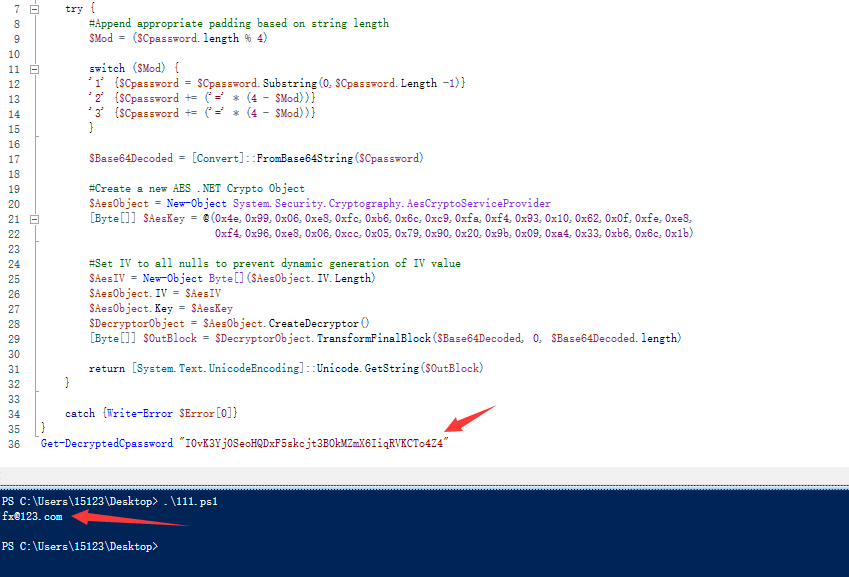 7 try {
8 #Append appropriate padding based on string length
9 $Mod = ($Cpassword.length % 4)
10
11 switch ($Mod) {
12 '1' {$Cpassword = $Cpassword.Substring(0,$Cpassword.Length -1)}
13 '2' {$Cpassword += ('=' * (4 - $Mod))}
14 '3' {$Cpassword += ('=' * (4 - $Mod))}
15 }
16
17 $Base64Decoded = [Convert]::FromBase64String($Cpassword)
18
19 #Create a new AES .NET Crypto Object
20 $AesObject = New-Object System.Security.Cryptography.AesCryptoServiceProvider
21 [Byte[]] $AesKey = @(0x4e,0x99,0x06,0xe8,0xfc,0xb6,0x6c,0xc9,0xfa,0xf4,0x93,0x10,0x62,0x0f,0xfe,0xe8,
22 0xf4,0x96,0xe8,0x06,0xcc,0x05,0x79,0x90,0x20,0x9b,0x09,0xa4,0x33,0xb6,0x6c,0x1b)
23
24 #Set IV to all nulls to prevent dynamic generation of IV value
25 $AesIV = New-Object Byte[]($AesObject.IV.Length)
26 $AesObject.IV = $AesIV
27 $AesObject.Key = $AesKey
28 $DecryptorObject = $AesObject.CreateDecryptor()
29 [Byte[]] $OutBlock = $DecryptorObject.TransformFinalBlock($Base64Decoded, 0, $Base64Decoded.length)
30
31 return [System.Text.UnicodeEncoding]::Unicode.GetString($OutBlock)
32 }
33
34 catch {Write-Error $Error[0]}
35 }
36 Get-DecryptedCpassword "IOvK3Yj0SeoHQDxF5skcjt3BOkMZmX6IiqRVKCTo4Z4"
PS C:\Users\15123\Desktop> .\111.ps1
fx@123.com
PS C:\Users\15123\Desktop>